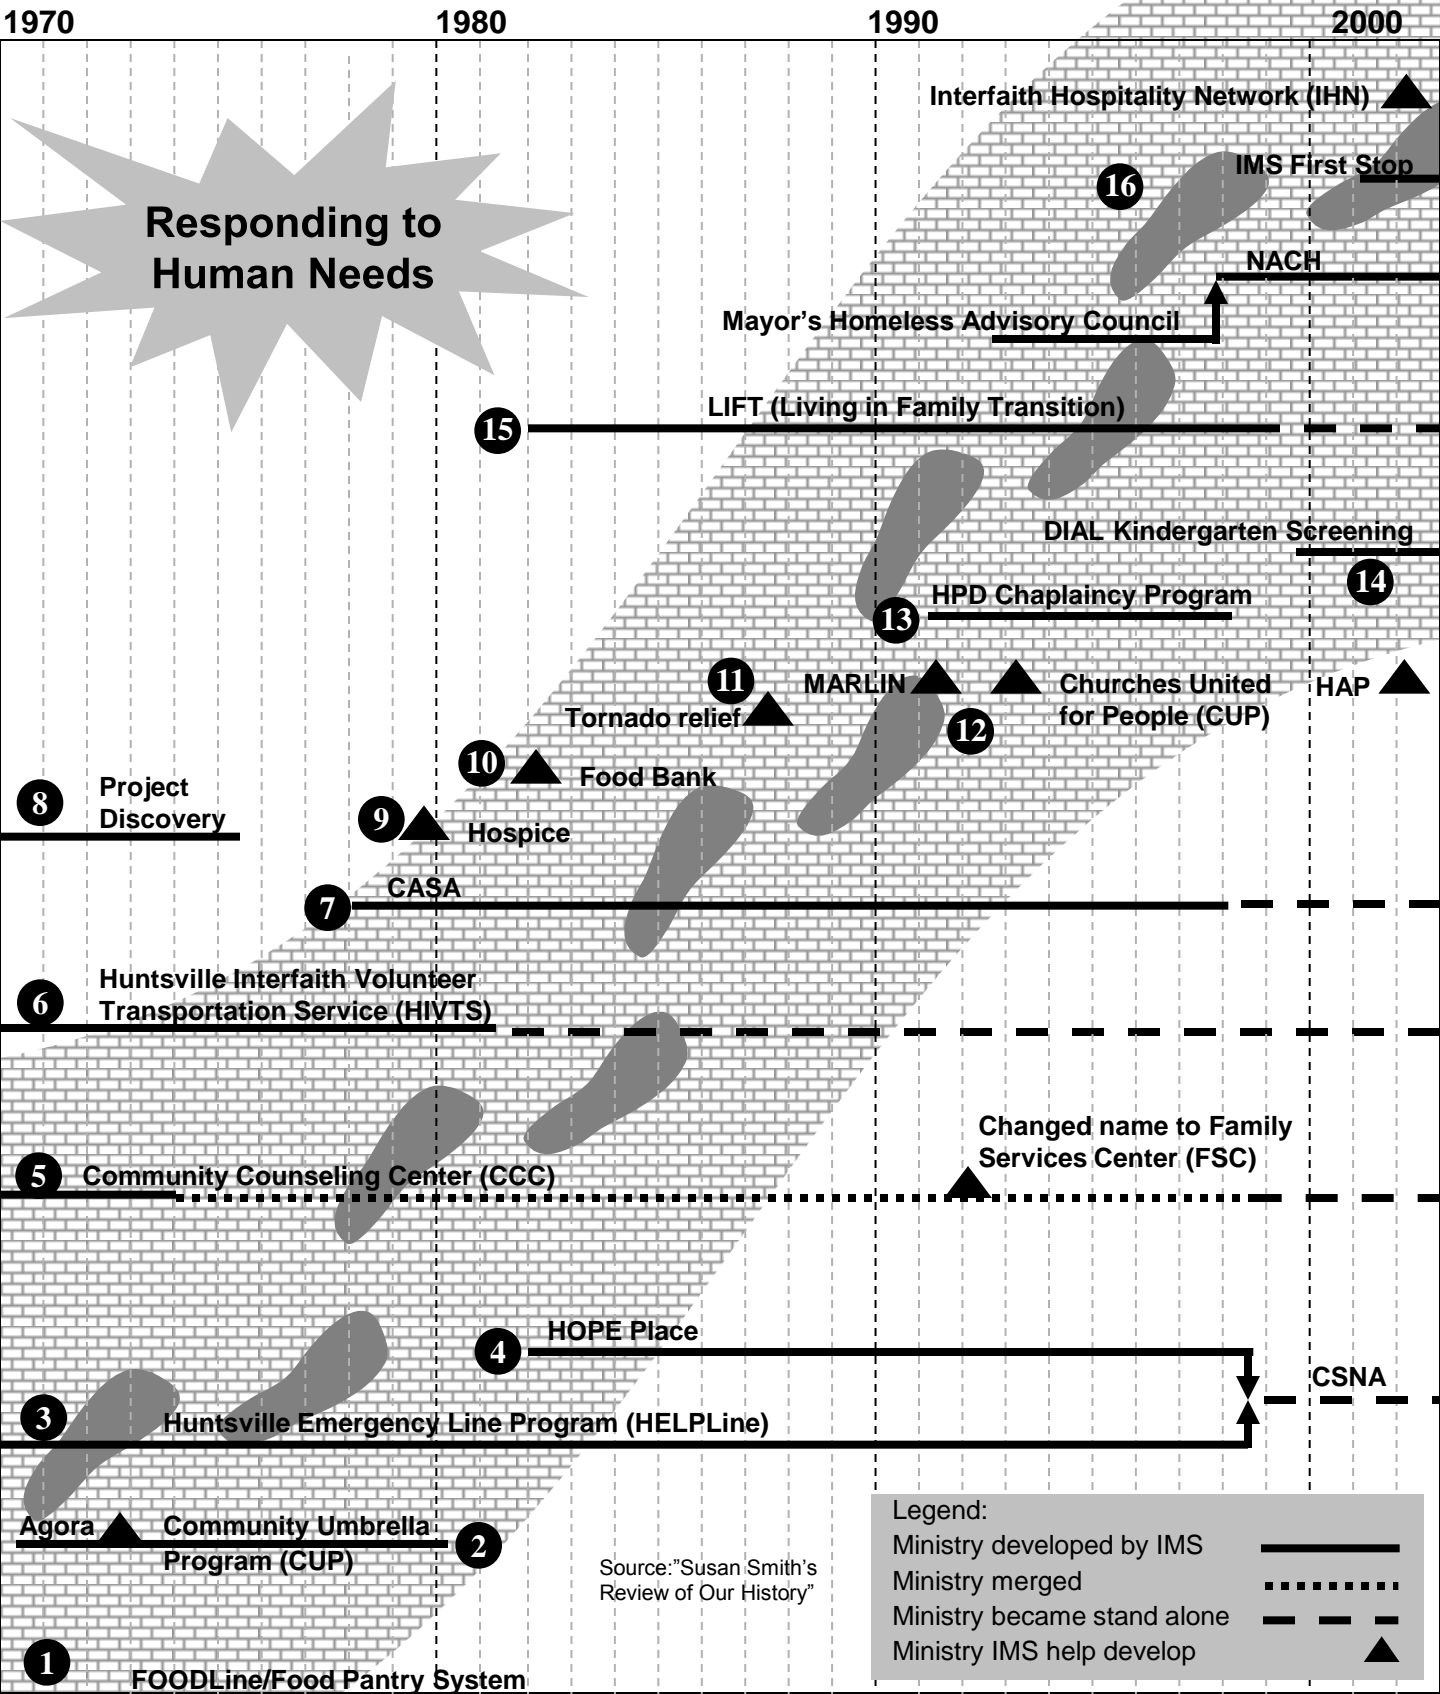 1970
1980
1990
2000
Interfaith Hospitality Network (IHN)
16
IMS First Stop
Responding to
Human Needs
NACH
Mayor’s Homeless Advisory Council
LIFT (Living in Family Transition)
15
DIAL Kindergarten Screening
14
HPD Chaplaincy Program
13
11
MARLIN
Churches United
for People (CUP)
HAP
Tornado relief
12
10
Food Bank
8
Project
Discovery
9
Hospice
CASA
7
Huntsville Interfaith Volunteer
Transportation Service (HIVTS)
6
Changed name to Family
Services Center (FSC)
5
Community Counseling Center (CCC)
HOPE Place
4
CSNA
3
Huntsville Emergency Line Program (HELPLine)
Agora
Community Umbrella
Program (CUP)
2
Source:”Susan Smith’s
Review of Our History”
Legend:
Ministry developed by IMS
Ministry merged
Ministry became stand alone
Ministry IMS help develop
1
FOODLine/Food Pantry System